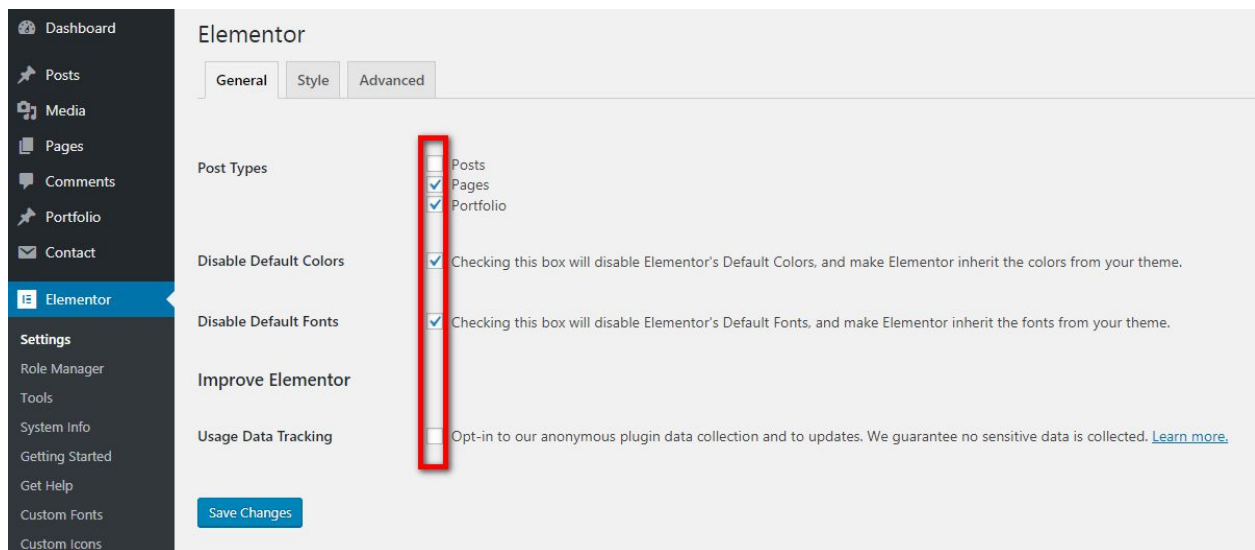 Dashboard
Posts
Media
Pages
Comments
Portfolio
Contact
Elementor
Settings
Role Manager
Tools
System Info
Getting Started
Get Help
Custom Fonts
Custom Icons
Elementor
General Style Advanced
Post Types
Posts
Pages
Portfolio
Disable Default Colors
Checking this box will disable Elementor's Default Colors, and make Elementor inherit the colors from your theme.
Disable Default Fonts
Checking this box will disable Elementor's Default Fonts, and make Elementor inherit the fonts from your theme.
Improve Elementor
Usage Data Tracking
Opt-in to our anonymous plugin data collection and to updates. We guarantee no sensitive data is collected. Learn more.
Save Changes